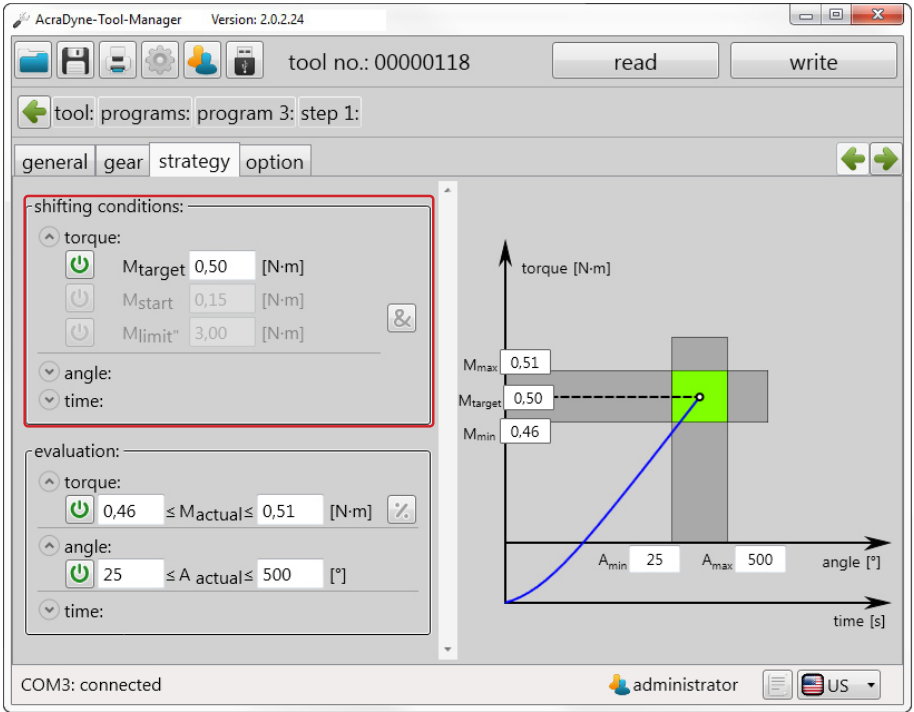 AcraDyne-Tool-Manager Version: 2.0.2.24
tool no.: 00000118 read write
tool: programs: program 3: step 1:
general gear strategy option
shifting conditions:
torque:
Mtarget 0,50 [N·m]
Mstart 0,15 [N·m]
Mlimit" 3,00 [N·m]
&
angle:
time:
evaluation:
torque:
0,46 ≤ Mactual ≤ 0,51 [N·m] %
angle:
25 ≤ A actual ≤ 500 [°]
time:
torque [N·m]
Mmax 0,51
Mtarget 0,50
Mmin 0,46
Amin 25 Amax 500 angle [°]
time [s]
COM3: connected administrator US